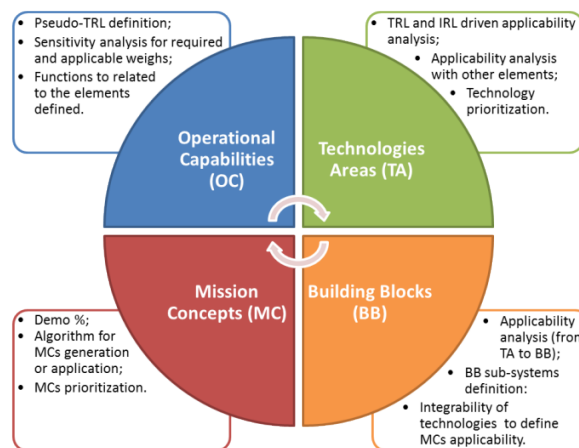 • Pseudo-TRL definition;
• Sensitivity analysis for required
and applicable weighs;
• Functions to related
to the elements
defined.
• TRL and IRL driven applicability
analysis;
• Applicability analysis
with other elements;
• Technology
prioritization.
Operational
Capabilities
(OC)
Technologies
Areas (TA)
Mission
Concepts (MC)
Building Blocks
(BB)
• Demo %;
• Algorithm for
MCs generation
or application;
• MCs prioritization.
• Applicability
analysis (from
TA to BB);
• BB sub-systems
definition:
• Integrability of
technologies to define
MCs applicability.